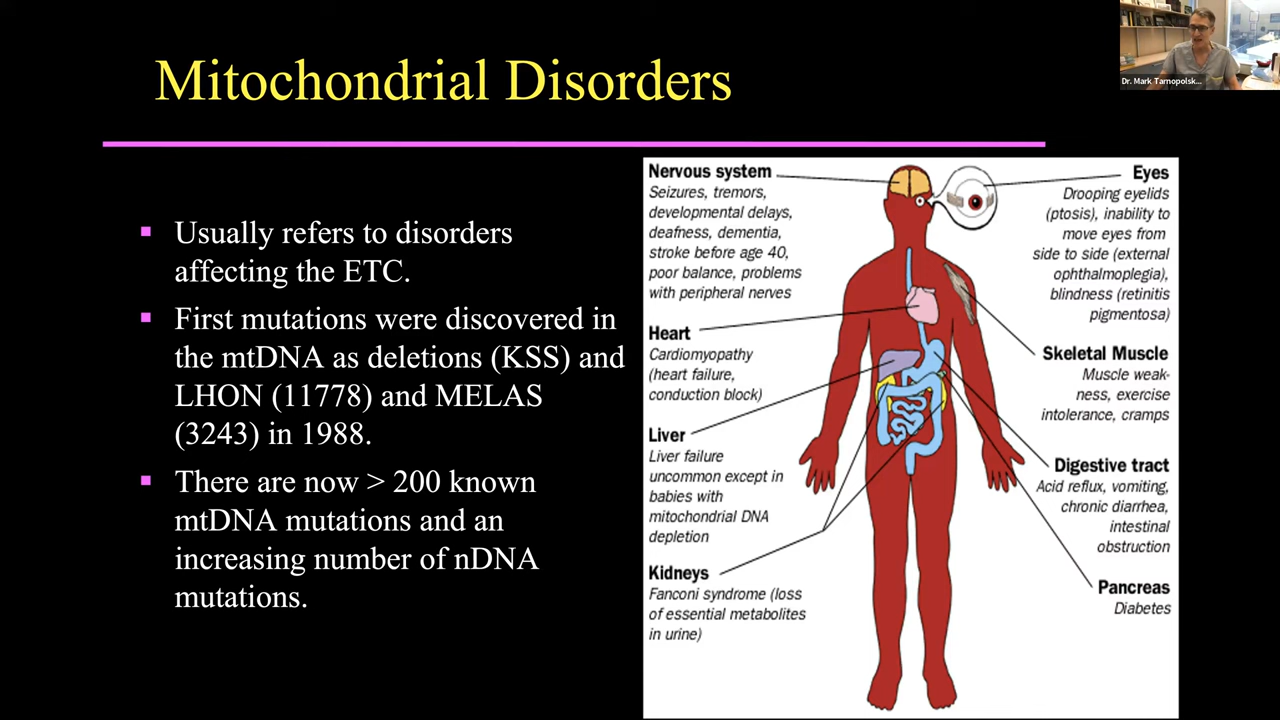 Mitochondrial Disorders
Dr. Mark Tarnopolsk...
▪ Usually refers to disorders
affecting the ETC.
▪ First mutations were discovered in
the mtDNA as deletions (KSS) and
LHON (11778) and MELAS
(3243) in 1988.
▪ There are now > 200 known
mtDNA mutations and an
increasing number of nDNA
mutations.
Nervous system
Seizures, tremors,
developmental delays,
deafness, dementia,
stroke before age 40,
poor balance, problems
with peripheral nerves
Heart
Cardiomyopathy
(heart failure,
conduction block)
Liver
Liver failure
uncommon except in
babies with
mitochondrial DNA
depletion
Kidneys
Fanconi syndrome (loss
of essential metabolites
in urine)
Eyes
Drooping eyelids
(ptosis), inability to
move eyes from
side to side (external
ophthalmoplegia),
blindness (retinitis
pigmentosa)
Skeletal Muscle
Muscle weak-
ness, exercise
intolerance, cramps
Digestive tract
Acid reflux, vomiting,
chronic diarrhea,
intestinal
obstruction
Pancreas
Diabetes